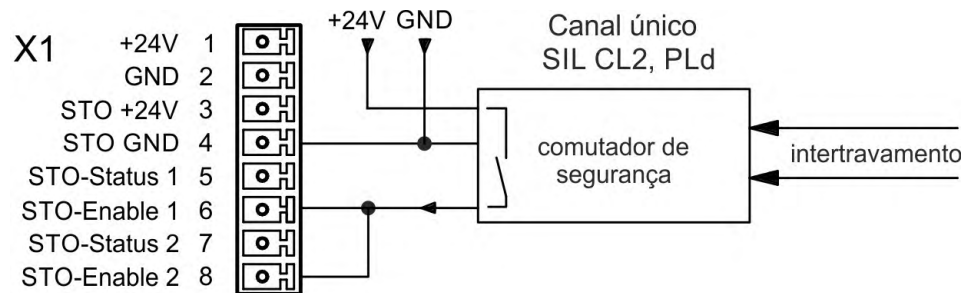 X1
+24V 1
GND 2
STO +24V 3
STO GND 4
STO-Status 1 5
STO-Enable 1 6
STO-Status 2 7
STO-Enable 2 8
+24V GND
Canal único
SIL CL2, PLd
comutador de
segurança
intertravamento